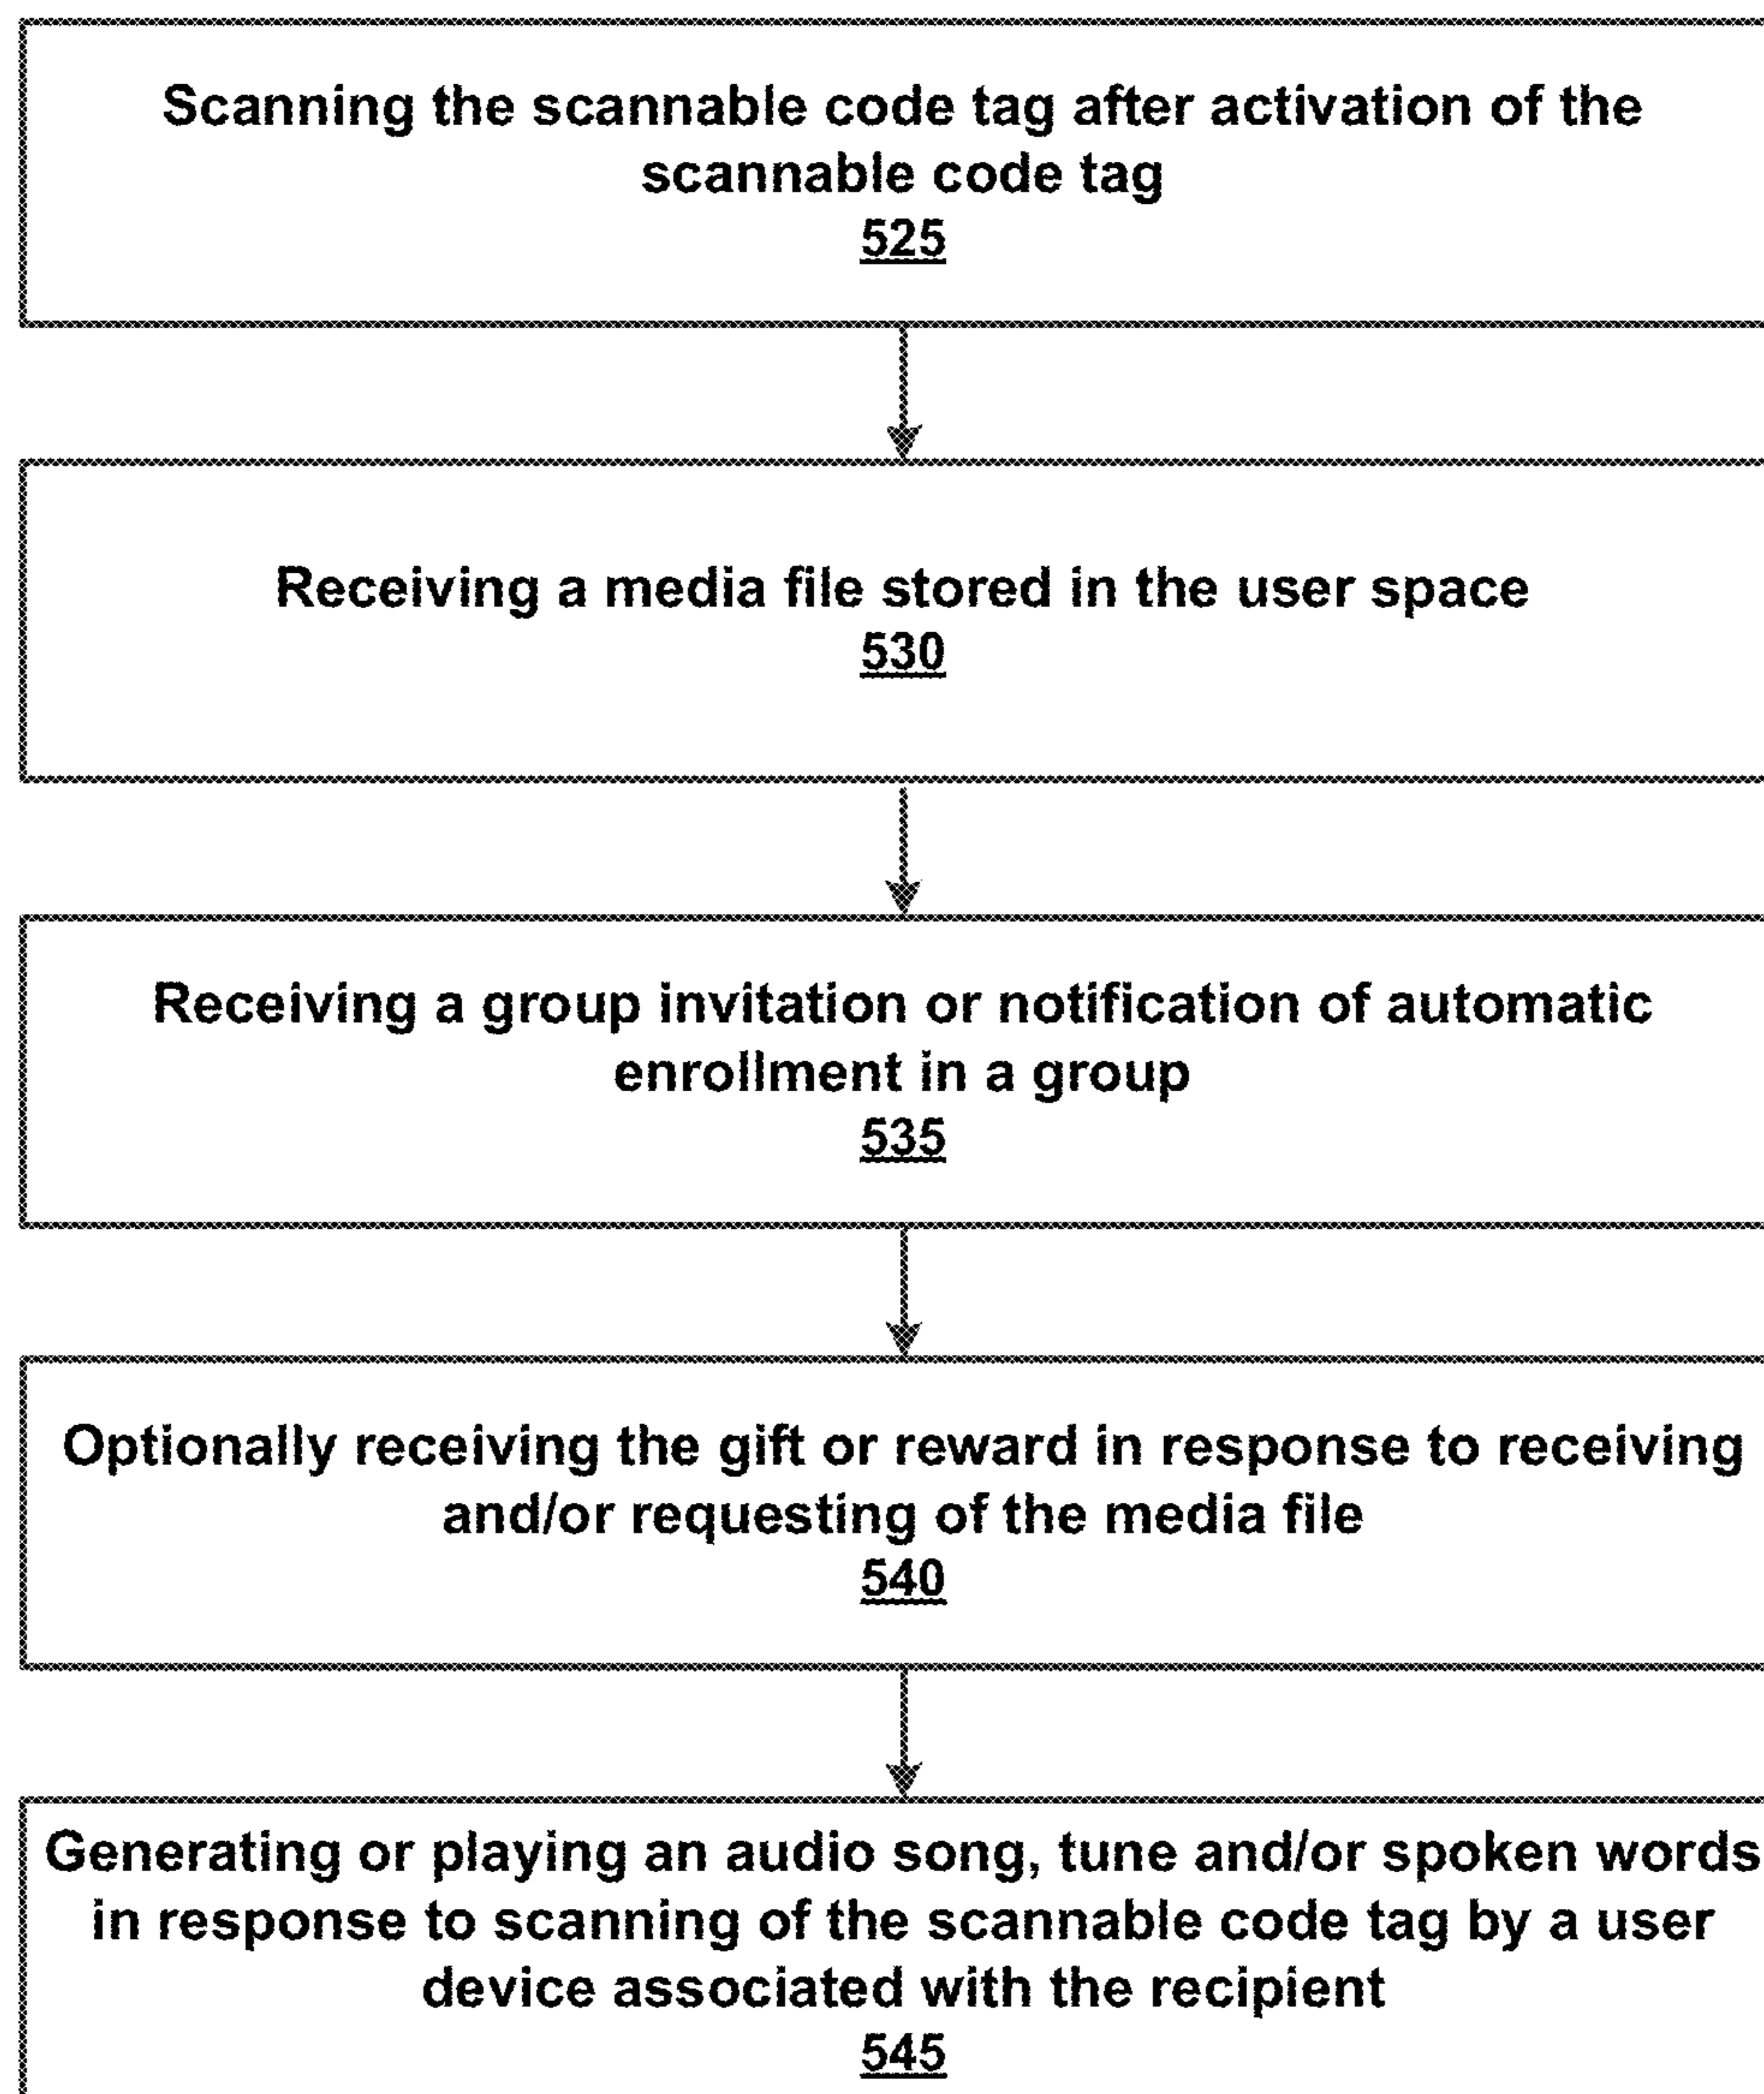 Scanning the scannable code tag after activation of the
scannable code tag
525
Receiving a media file stored in the user space
530
Receiving a group invitation or notification of automatic
enrollment in a group
535
Optionally receiving the gift or reward in response to receiving
and/or requesting of the media file
540
Generating or playing an audio song, tune and/or spoken words
in response to scanning of the scannable code tag by a user
device associated with the recipient
545